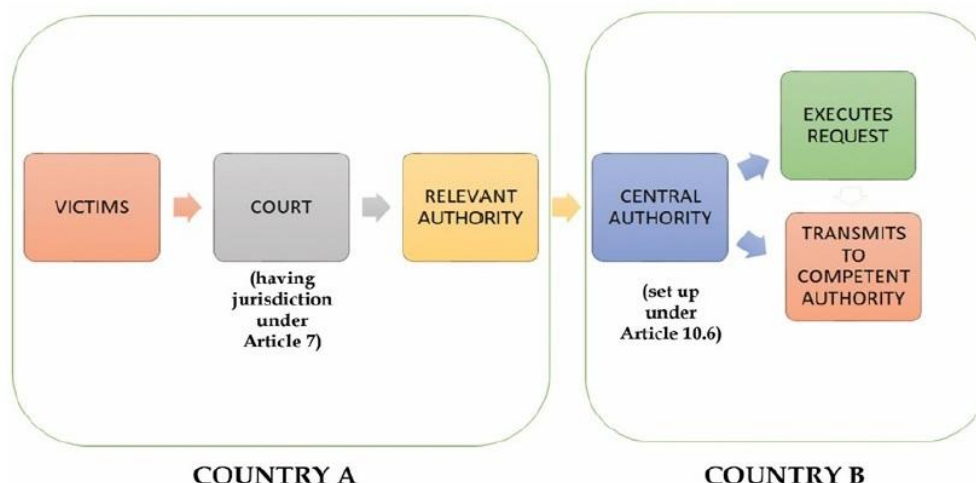 VICTIMS
COURT
(having
jurisdiction
under
Article 7)
RELEVANT
AUTHORITY
CENTRAL
AUTHORITY
(set up
under
Article 10.6)
EXECUTES
REQUEST
TRANSMITS
TO
COMPETENT
AUTHORITY
COUNTRY A
COUNTRY B